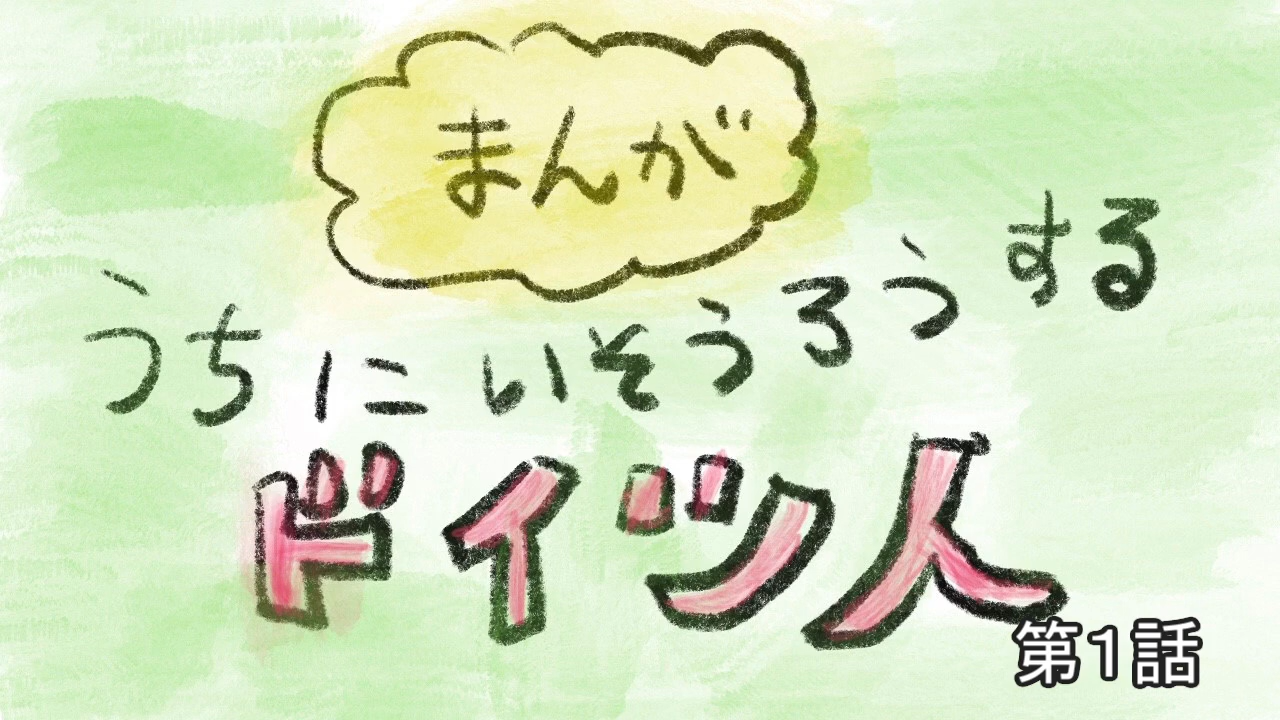 まんが
うちにいそうろうする
ドイツ人
第1話